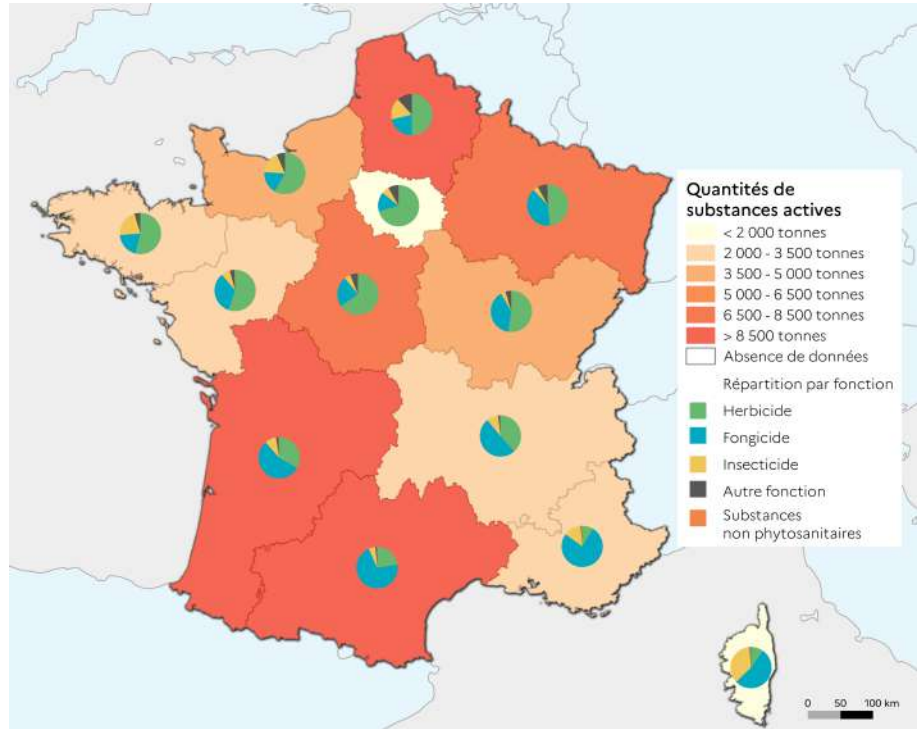 Quantités de
substances actives
< 2 000 tonnes
2 000 - 3 500 tonnes
3 500 - 5 000 tonnes
5 000 - 6 500 tonnes
6 500 - 8 500 tonnes
> 8 500 tonnes
Absence de données
Répartition par fonction
Herbicide
Fongicide
Insecticide
Autre fonction
Substances
non phytosanitaires
0 50 100 km